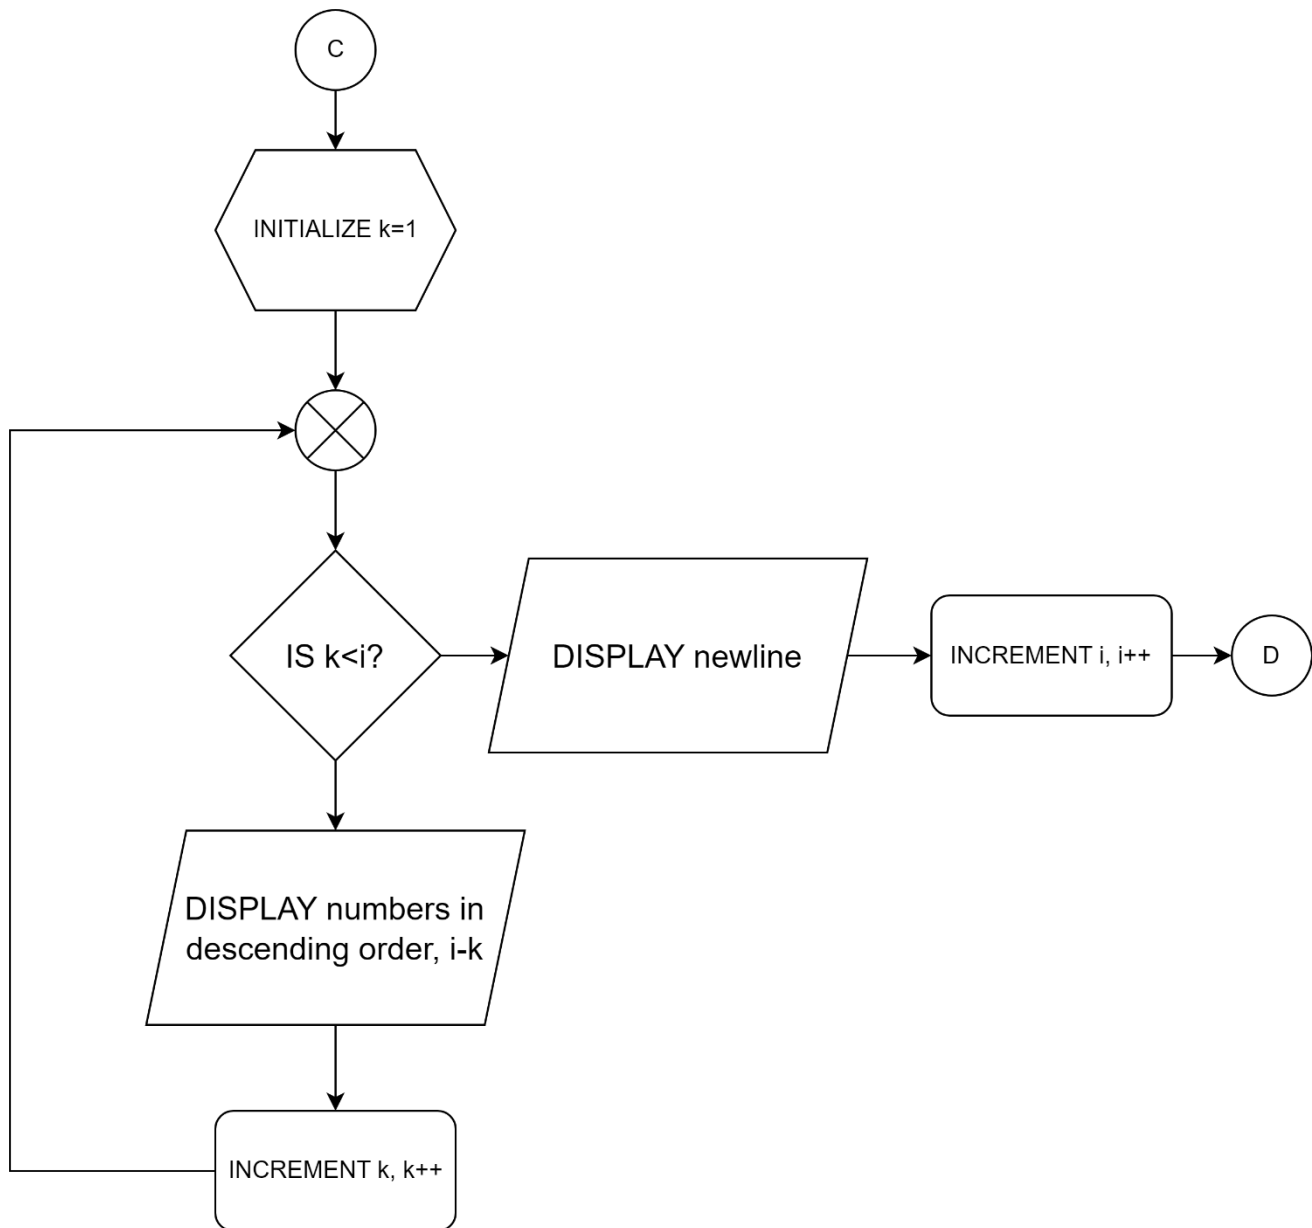 C
INITIALIZE k=1
IS k<i?
DISPLAY newline
INCREMENT i, i++
D
DISPLAY numbers in
descending order, i-k
INCREMENT k, k++